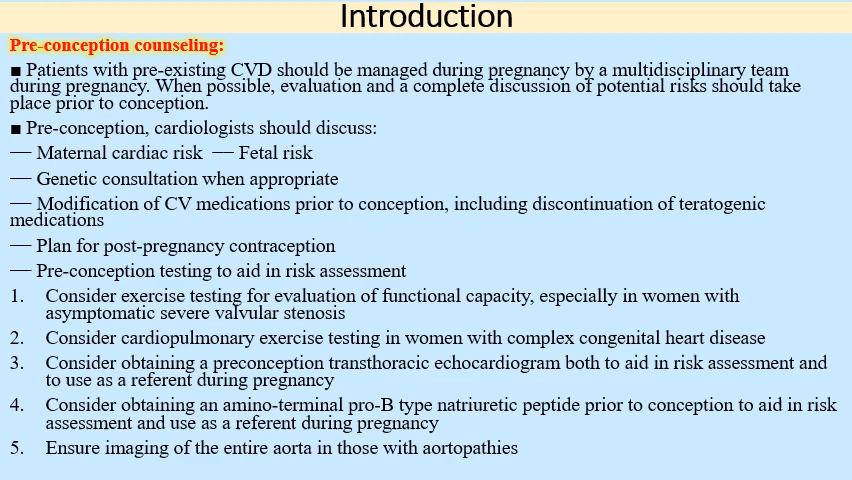 Introduction
Pre-conception counseling:
■ Patients with pre-existing CVD should be managed during pregnancy by a multidisciplinary team
during pregnancy. When possible, evaluation and a complete discussion of potential risks should take
place prior to conception.
■ Pre-conception, cardiologists should discuss:
— Maternal cardiac risk — Fetal risk
— Genetic consultation when appropriate
— Modification of CV medications prior to conception, including discontinuation of teratogenic
medications
— Plan for post-pregnancy contraception
— Pre-conception testing to aid in risk assessment
1. Consider exercise testing for evaluation of functional capacity, especially in women with
asymptomatic severe valvular stenosis
2. Consider cardiopulmonary exercise testing in women with complex congenital heart disease
3. Consider obtaining a preconception transthoracic echocardiogram both to aid in risk assessment and
to use as a referent during pregnancy
4. Consider obtaining an amino-terminal pro-B type natriuretic peptide prior to conception to aid in risk
assessment and use as a referent during pregnancy
5. Ensure imaging of the entire aorta in those with aortopathies